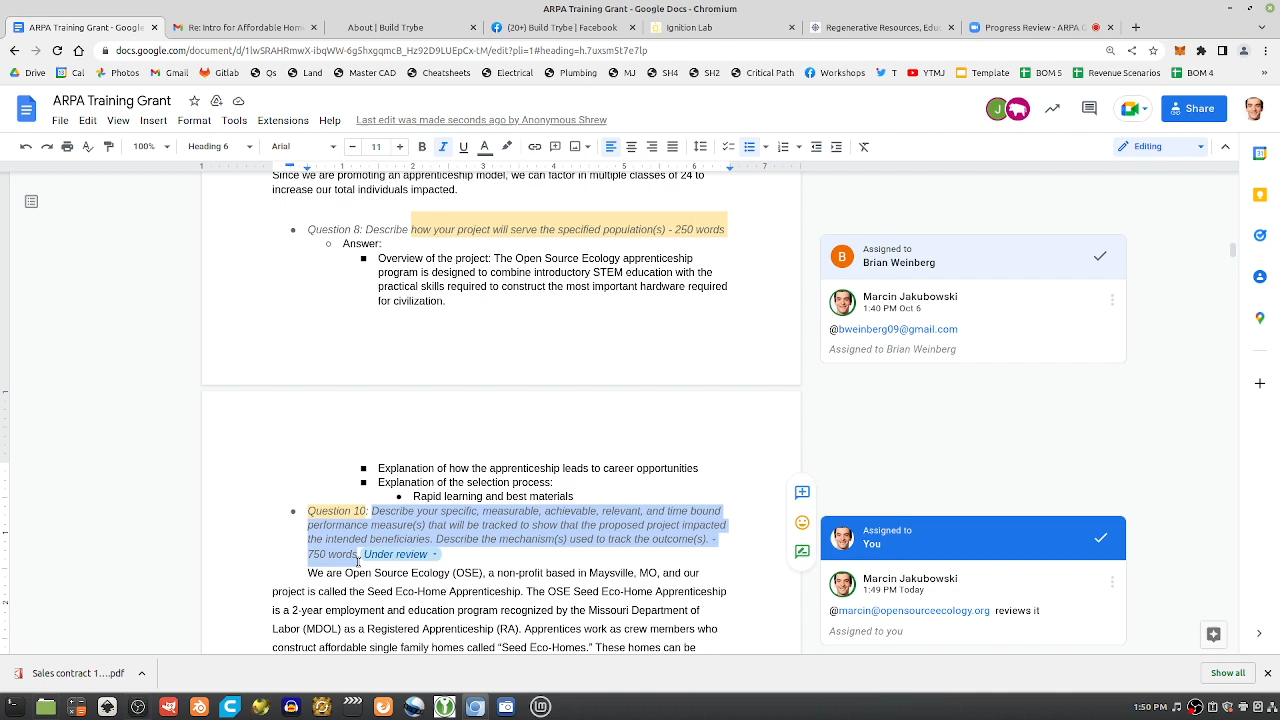 ARPA Training Grant - Google Docs - Chromium
ARPA Training Grant - Google Docs
Re: Intro for Affordable Home
About | Build Trybe
(20+) Build Trybe | Facebook
Ignition Lab
Regenerative Resources, Educ
Progress Review - ARPA G
docs.google.com/document/d/1lwSRAHRmwX-ibqWW-6g5hxgqmcB_Hz92D9LUEpCx-LM/edit?pli=1#heading=h.7uxsm5t7e7lp
Drive
Cal
Photos
Gmail
Gitlab
Qs
Land
Master CAD
Cheatsheets
Electrical
Plumbing
MJ
SH4
SH2
Critical Path
Workshops
T
YTMJ
Template
BOM 5
Revenue Scenarios
BOM 4
ARPA Training Grant
J
Share
File Edit View Insert Format Tools Extensions Help Last edit was made seconds ago by Anonymous Shrew
100% Heading 6 Arial 11 B I U A Editing
1 1 2 3 4 5 6 7
Since we are promoting an apprenticeship model, we can factor in multiple classes of 24 to
increase our total individuals impacted.
Question 8: Describe how your project will serve the specified population(s) - 250 words
Answer:
Overview of the project: The Open Source Ecology apprenticeship
program is designed to combine introductory STEM education with the
practical skills required to construct the most important hardware required
for civilization.
B
Assigned to
Brian Weinberg
Marcin Jakubowski
1:40 PM Oct 6
@bweinberg09@gmail.com
Assigned to Brian Weinberg
Explanation of how the apprenticeship leads to career opportunities
Explanation of the selection process:
Rapid learning and best materials
Question 10: Describe your specific, measurable, achievable, relevant, and time bound
performance measure(s) that will be tracked to show that the proposed project impacted
the intended beneficiaries. Describe the mechanism(s) used to track the outcome(s). -
750 words Under review
We are Open Source Ecology (OSE), a non-profit based in Maysville, MO, and our
project is called the Seed Eco-Home Apprenticeship. The OSE Seed Eco-Home Apprenticeship
is a 2-year employment and education program recognized by the Missouri Department of
Labor (MDOL) as a Registered Apprenticeship (RA). Apprentices work as crew members who
construct affordable single family homes called “Seed Eco-Homes.” These homes can be
Assigned to
You
Marcin Jakubowski
1:49 PM Today
@marcin@opensourceecology.org reviews it
Assigned to you
Sales contract 1....pdf
Show all
1:50 PM